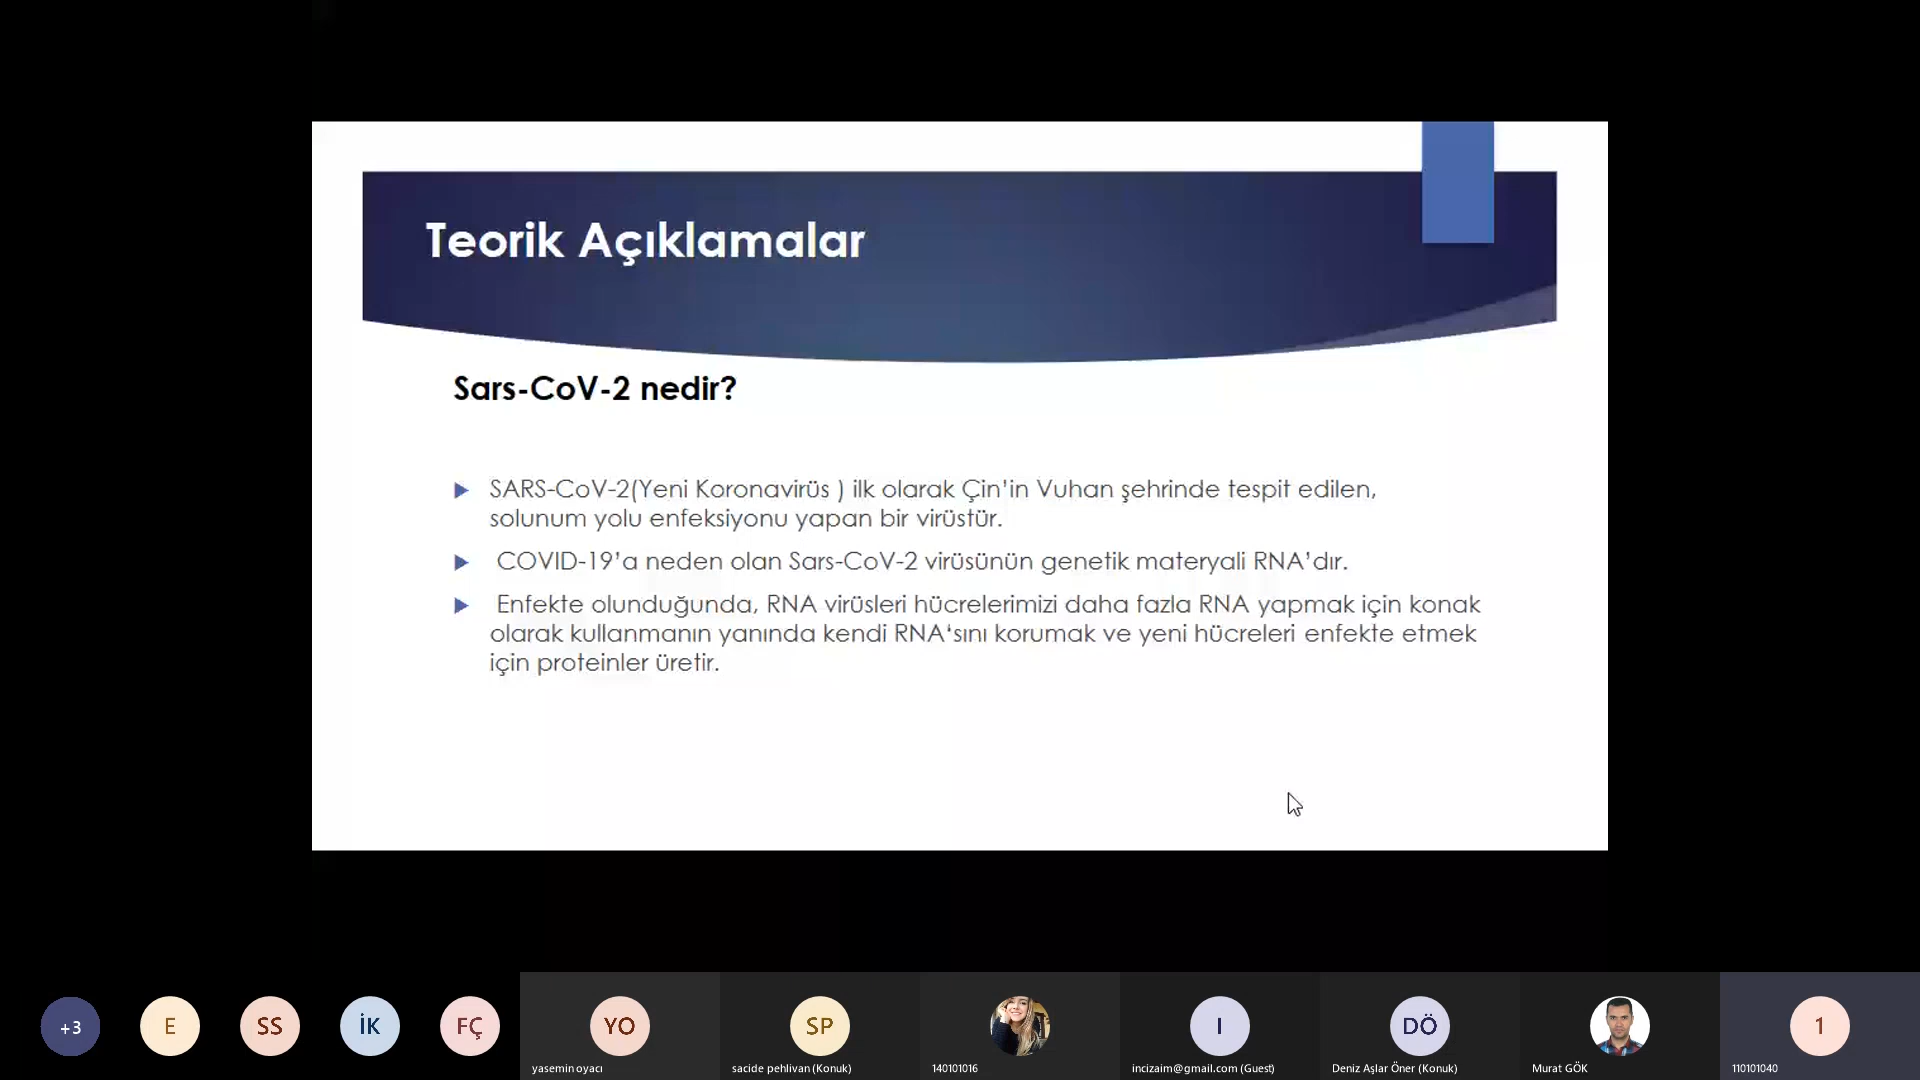 Teorik Açıklamalar
Sars-CoV-2 nedir?
SARS-CoV-2(Yeni Koronavirüs ) ilk olarak Çin'in Vuhan şehrinde tespit edilen,
solunum yolu enfeksiyonu yapan bir virüstür.
COVID-19'a neden olan Sars-CoV-2 virüsünün genetik materyali RNA'dır.
Enfekte olunduğunda, RNA virüsleri hücrelerimizi daha fazla RNA yapmak için konak
olarak kullanmanın yanında kendi RNA‘sını korumak ve yeni hücreleri enfekte etmek
için proteinler üretir.
+3
E
SS
İK
FÇ
YO
SP
I
DÖ
1
yasemin oyacı
sacide pehlivan (Konuk)
140101016
incizaim@gmail.com (Guest)
Deniz Aşlar Öner (Konuk)
Murat GÖK
110101040